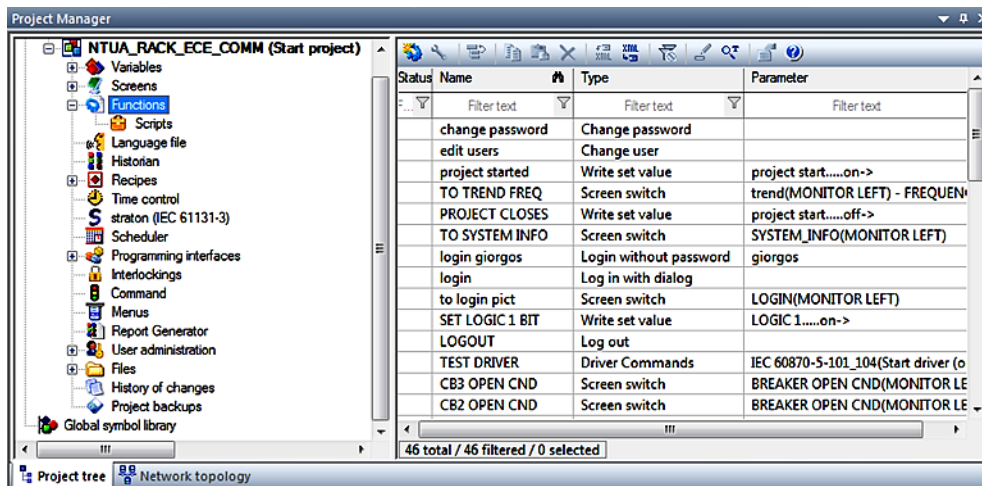 Project Manager
NTUA_RACK_ECE_COMM (Start project)
Variables
Screens
Functions
Scripts
Language file
Historian
Recipes
Time control
straton (IEC 61131-3)
Scheduler
Programming interfaces
Interlockings
Command
Menus
Report Generator
User administration
Files
History of changes
Project backups
Global symbol library
Project tree Network topology
XML XML
Status Name Type Parameter
F... Filter text Filter text Filter text
change password Change password
edit users Change user
project started Write set value project start.....on->
TO TREND FREQ Screen switch trend(MONITOR LEFT) - FREQUEN
PROJECT CLOSES Write set value project start.....off->
TO SYSTEM INFO Screen switch SYSTEM_INFO(MONITOR LEFT)
login giorgos Login without password giorgos
login Log in with dialog
to login pict Screen switch LOGIN(MONITOR LEFT)
SET LOGIC 1 BIT Write set value LOGIC 1.....on->
LOGOUT Log out
TEST DRIVER Driver Commands IEC 60870-5-101_104(Start driver (o
CB3 OPEN CND Screen switch BREAKER OPEN CND(MONITOR LE
CB2 OPEN CND Screen switch BREAKER OPEN CND(MONITOR LE
46 total / 46 filtered / 0 selected